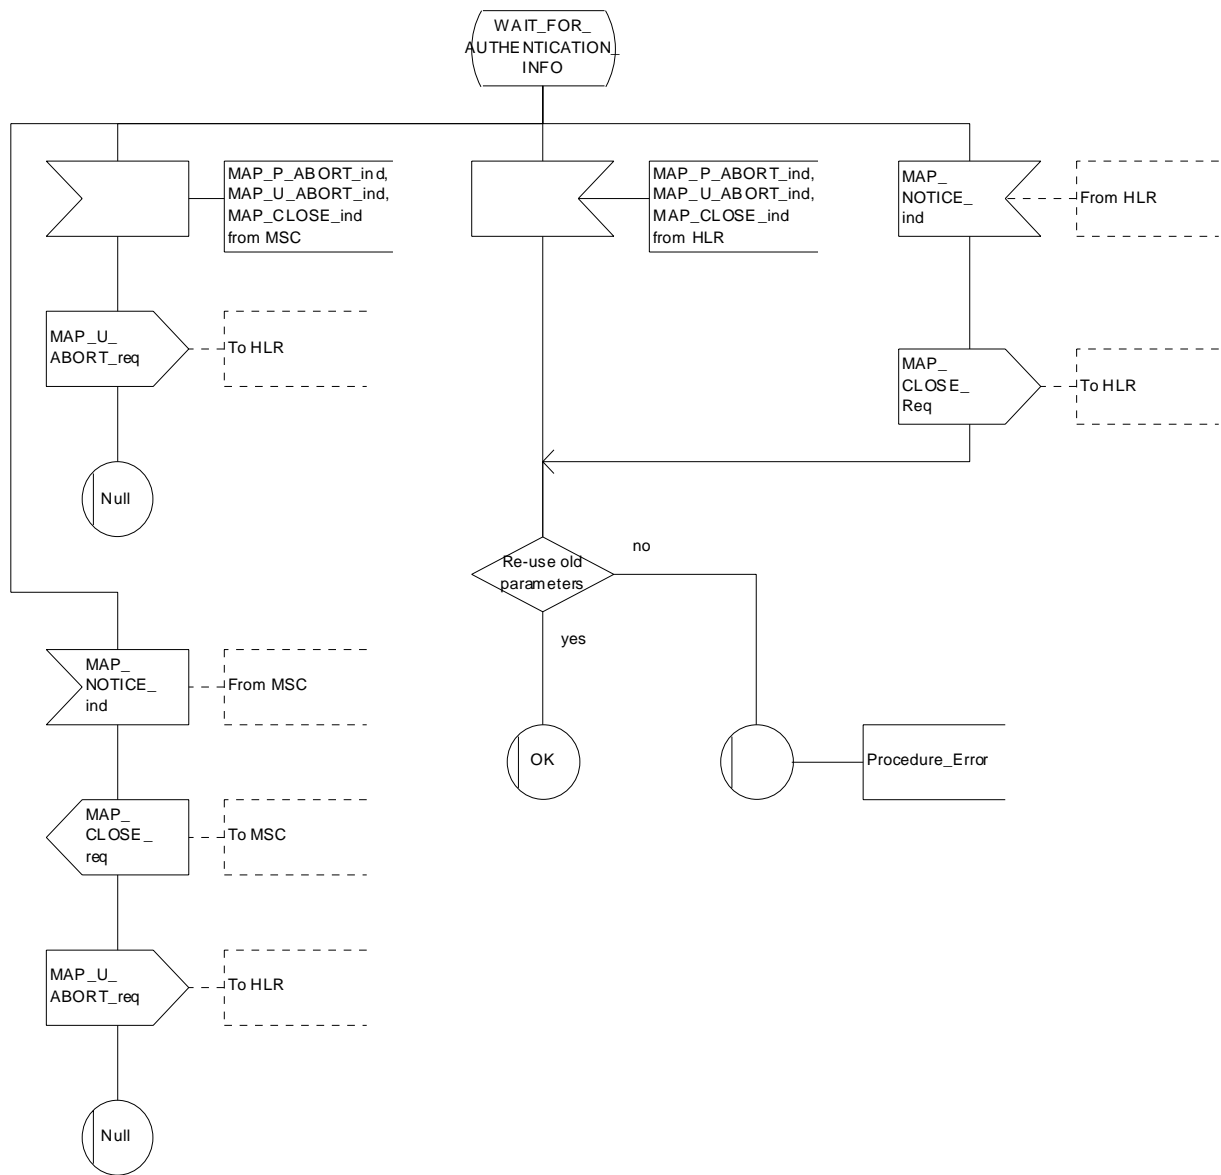 WAIT_FOR_
AUTHENTICATION_
INFO
MAP_P_ABORT_ind,
MAP_U_ABORT_ind,
MAP_CLOSE_ind
from MSC
MAP_P_ABORT_ind,
MAP_U_ABORT_ind,
MAP_CLOSE_ind
from HLR
MAP_
NOTICE_
ind
From HLR
MAP_U_
ABORT_req
To HLR
MAP_
CLOSE_
Req
To HLR
Null
Re-use old
parameters
no
yes
MAP_
NOTICE_
ind
From MSC
OK
Procedure_Error
MAP_
CLOSE_
req
To MSC
MAP_U_
ABORT_req
To HLR
Null